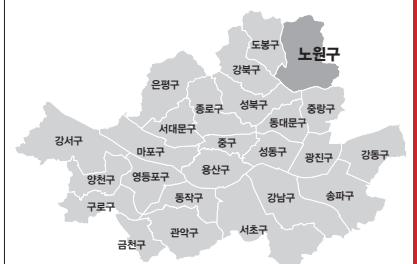 도봉구
노원구
강북구
은평구
종로구
성북구
중랑구
동대문구
서대문구
강서구
마포구
중구
성동구
광진구
강동구
양천구
영등포구
용산구
동작구
강남구
송파구
구로구
금천구
관악구
서초구